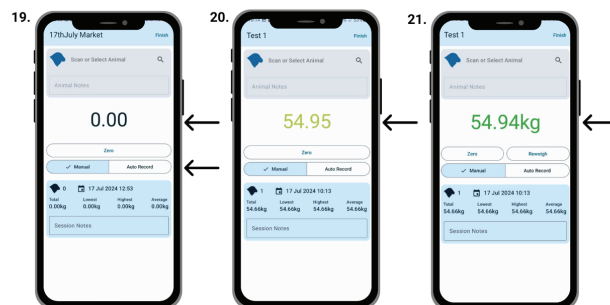 19.
17thJuly Market Finish
Scan or Select Animal
Animal Notes
0.00
Zero
Manual Auto Record
0 17 Jul 2024 12:53
Total Lowest Highest Average
0.00kg 0.00kg 0.00kg 0.00kg
Session Notes
20.
Test 1 Finish
Scan or Select Animal
Animal Notes
54.95
Zero
Manual Auto Record
1 17 Jul 2024 10:13
Total Lowest Highest Average
54.66kg 54.66kg 54.66kg 54.66kg
Session Notes
21.
Test 1 Finish
Scan or Select Animal
Animal Notes
54.94kg
Zero Reweigh
Manual Auto Record
1 17 Jul 2024 10:13
Total Lowest Highest Average
54.66kg 54.66kg 54.66kg 54.66kg
Session Notes